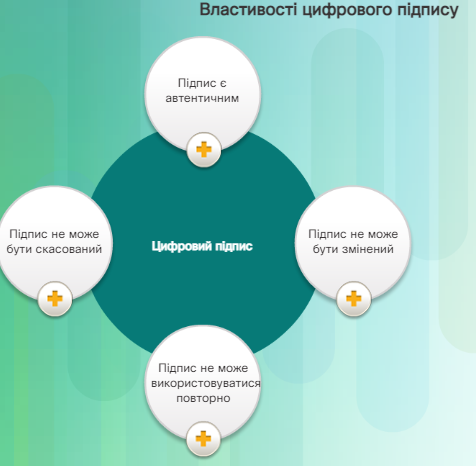 Властивості цифрового підпису
Підпис є
автентичним
Підпис не може
бути скасований
Цифровий підпис
Підпис не може
бути змінений
Підпис не може
використовуватися
повторно